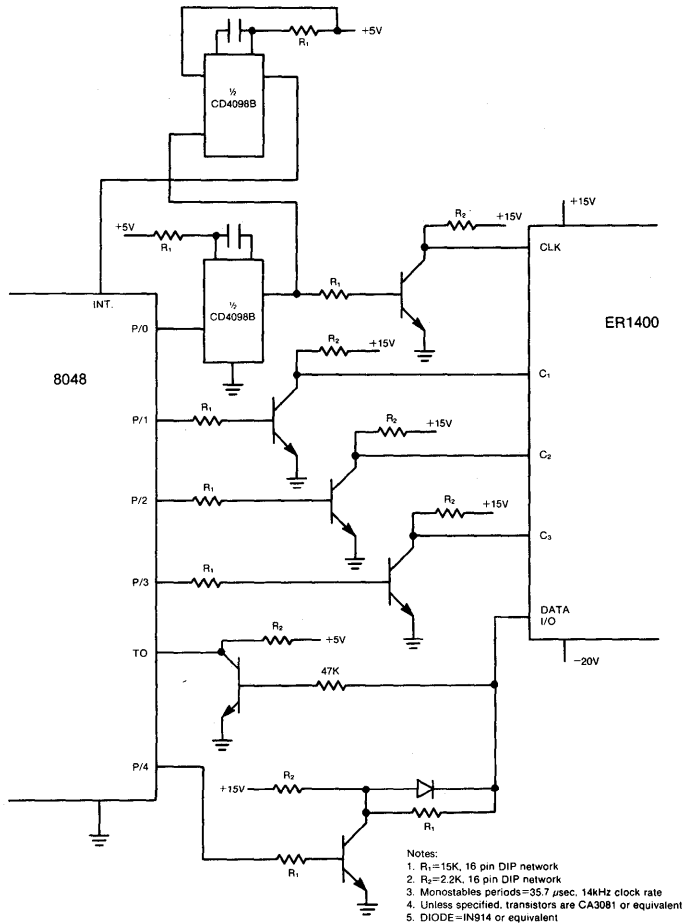 R₁
+5V
½
CD4098B
+5V
R₁
½
CD4098B
R₁
R₂
+15V
+15V
CLK
ER1400
INT.
P/0
8048
R₂
+15V
C₁
P/1
R₁
R₂
+15V
C₂
P/2
R₁
R₂
+15V
C₃
P/3
R₁
DATA
I/O
TO
R₂
+5V
47K
−20V
P/4
+15V
R₂
R₁
R₁
Notes:
1. R₁=15K, 16 pin DIP network
2. R₂=2.2K, 16 pin DIP network
3. Monostables periods=35.7 µsec, 14kHz clock rate
4. Unless specified, transistors are CA3081 or equivalent
5. DIODE=IN914 or equivalent